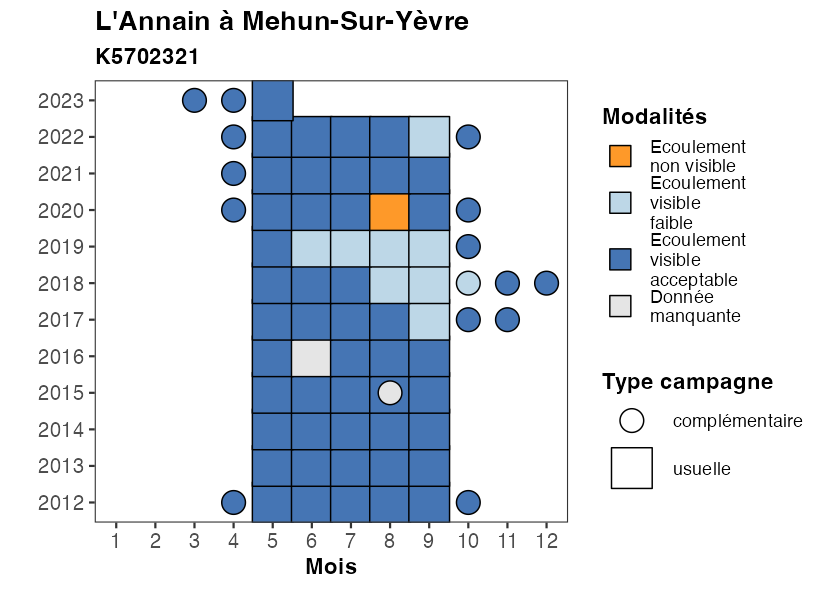 L'Annain à Mehun-Sur-Yèvre
K5702321
2023
2022
2021
2020
2019
2018
2017
2016
2015
2014
2013
2012
1 2 3 4 5 6 7 8 9 10 11 12
Mois
Modalités
Ecoulement
non visible
Ecoulement
visible
faible
Ecoulement
visible
acceptable
Donnée
manquante
Type campagne
complémentaire
usuelle